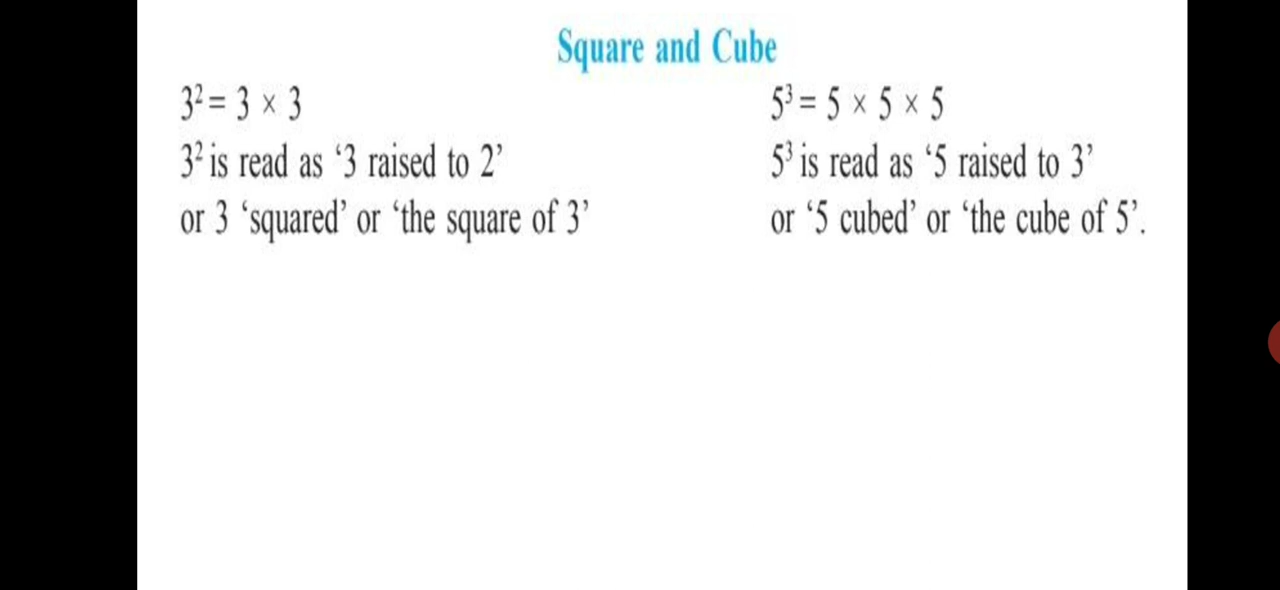 Square and Cube
3² = 3 × 3
3² is read as ‘3 raised to 2’
or 3 ‘squared’ or ‘the square of 3’
5³ = 5 × 5 × 5
5³ is read as ‘5 raised to 3’
or ‘5 cubed’ or ‘the cube of 5’.